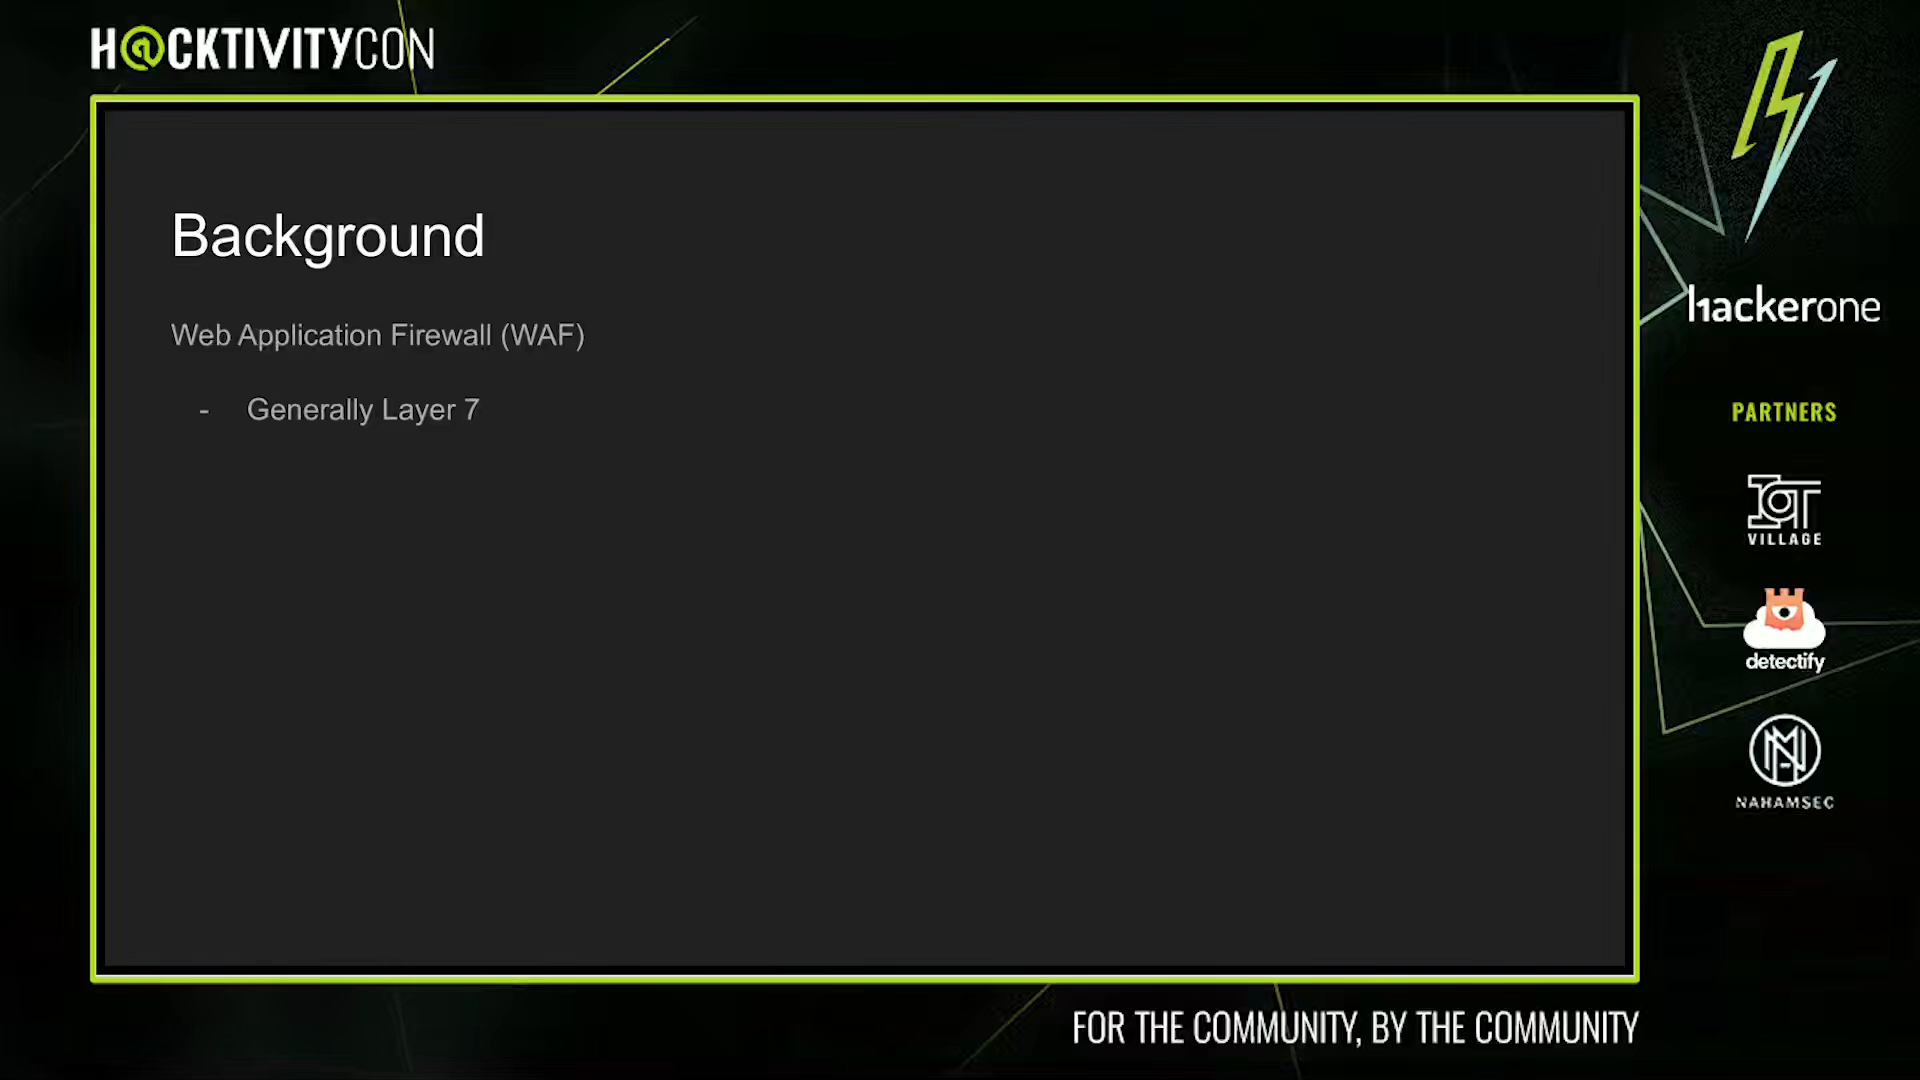 H@CKTIVITYCON
Background
Web Application Firewall (WAF)
- Generally Layer 7
hackerone
PARTNERS
IOT
VILLAGE
detectify
NAHAMSEC
FOR THE COMMUNITY, BY THE COMMUNITY